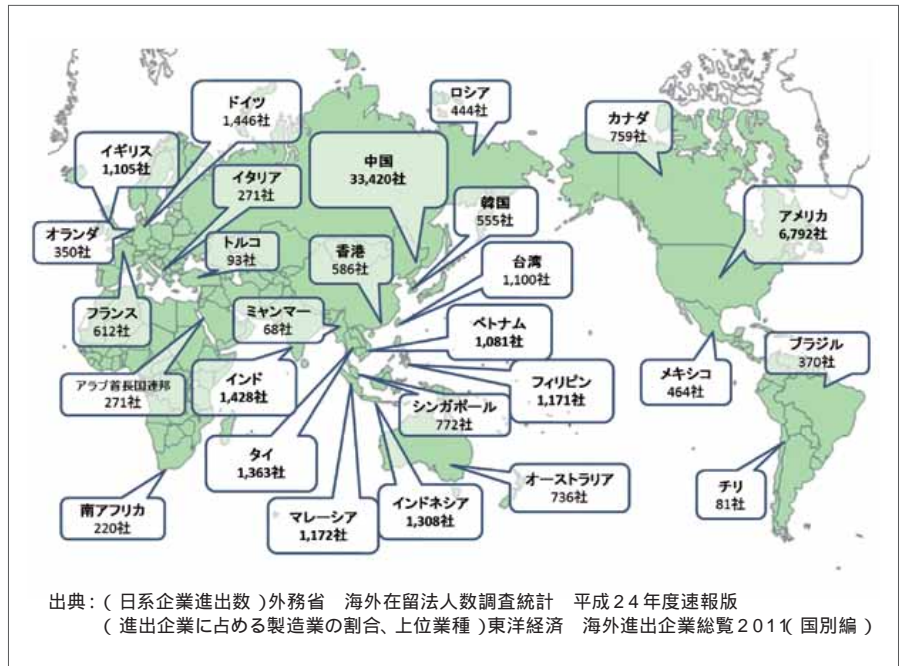 ドイツ
1,446社
ロシア
444社
カナダ
759社
イギリス
1,105社
イタリア
271社
中国
33,420社
韓国
555社
アメリカ
6,792社
オランダ
350社
トルコ
93社
香港
586社
台湾
1,100社
フランス
612社
ミャンマー
68社
ベトナム
1,081社
ブラジル
370社
アラブ首長国連邦
271社
インド
1,428社
シンガポール
772社
フィリピン
1,171社
メキシコ
464社
タイ
1,363社
オーストラリア
736社
チリ
81社
南アフリカ
220社
マレーシア
1,172社
インドネシア
1,308社
出典:(日系企業進出数)外務省 海外在留法人数調査統計 平成24年度速報版
(進出企業に占める製造業の割合、上位業種)東洋経済 海外進出企業総覧2011(国別編)